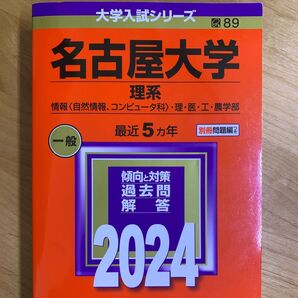 大学入試シリーズ
89
名古屋大学
理系
情報〈自然情報、コンピュータ科〉・理・医・工・農学部
最近5カ年
別冊問題編
一般
傾向と対策
過去問
解答
2024